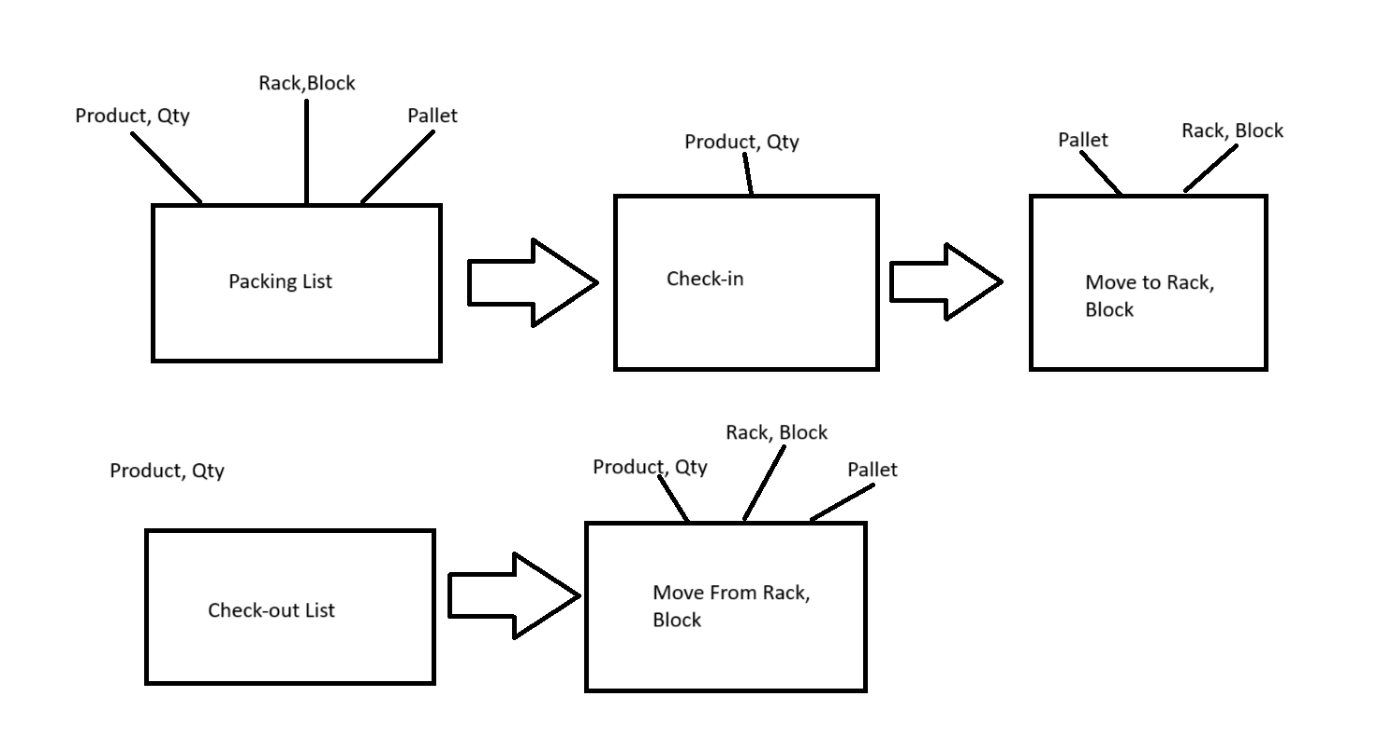 Rack,Block
Product, Qty
Pallet
Packing List
Product, Qty
Check-in
Pallet
Rack, Block
Move to Rack,
Block
Product, Qty
Check-out List
Rack, Block
Product, Qty
Pallet
Move From Rack,
Block